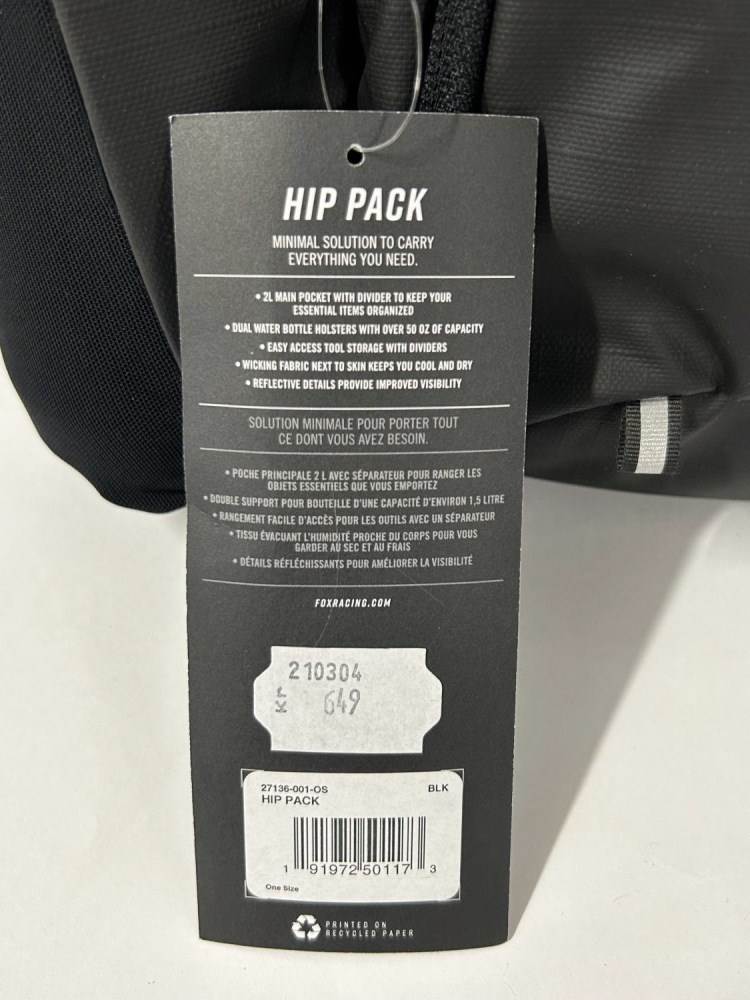 HIP PACK
MINIMAL SOLUTION TO CARRY
EVERYTHING YOU NEED.
• 2L MAIN POCKET WITH DIVIDER TO KEEP YOUR
ESSENTIAL ITEMS ORGANIZED
• DUAL WATER BOTTLE HOLSTERS WITH OVER 50 OZ OF CAPACITY
• EASY ACCESS TOOL STORAGE WITH DIVIDERS
• WICKING FABRIC NEXT TO SKIN KEEPS YOU COOL AND DRY
• REFLECTIVE DETAILS PROVIDE IMPROVED VISIBILITY
SOLUTION MINIMALE POUR PORTER TOUT
CE DONT VOUS AVEZ BESOIN.
• POCHE PRINCIPALE 2 L AVEC SÉPARATEUR POUR RANGER LES
OBJETS ESSENTIELS QUE VOUS EMPORTEZ
• DOUBLE SUPPORT POUR BOUTEILLE D'UNE CAPACITÉ D'ENVIRON 1,5 LITRE
• RANGEMENT FACILE D'ACCÈS POUR LES OUTILS AVEC UN SÉPARATEUR
• TISSU ÉVACUANT L'HUMIDITÉ PROCHE DU CORPS POUR VOUS
GARDER AU SEC ET AU FRAIS
• DÉTAILS RÉFLÉCHISSANTS POUR AMÉLIORER LA VISIBILITÉ
FOXRACING.COM
210304
KP 649
27136-001-OS BLK
HIP PACK
1 91972 50117 3
One Size
PRINTED ON
RECYCLED PAPER